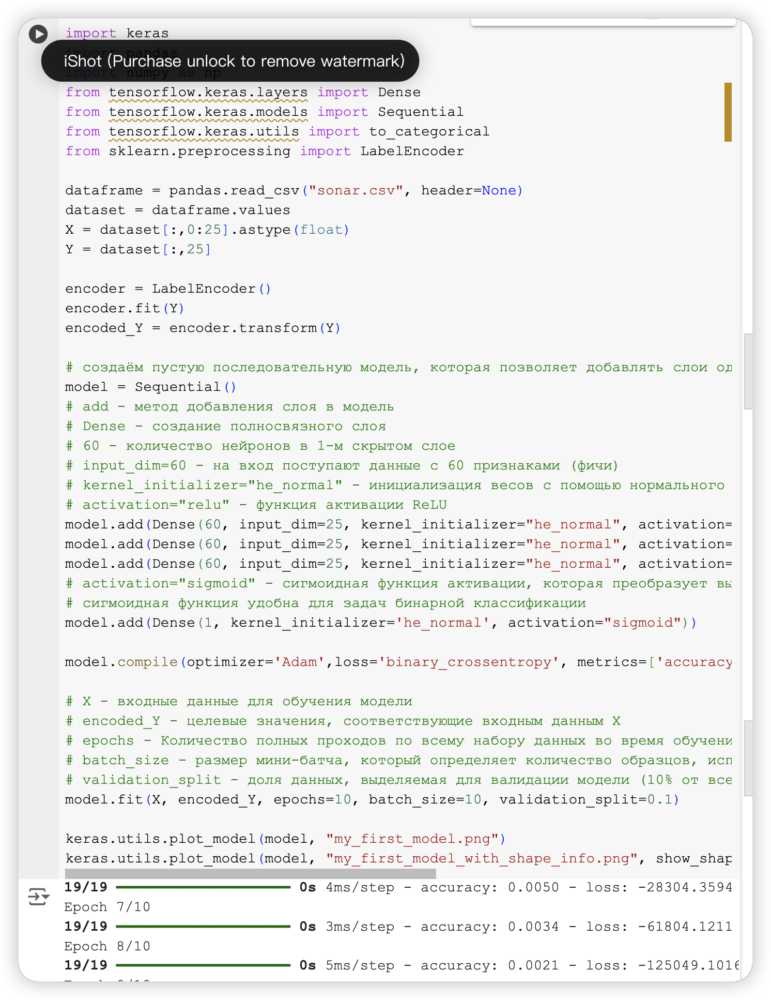 import keras
import pandas
iShot (Purchase unlock to remove watermark)
import numpy as np
from tensorflow.keras.layers import Dense
from tensorflow.keras.models import Sequential
from tensorflow.keras.utils import to_categorical
from sklearn.preprocessing import LabelEncoder
dataframe = pandas.read_csv("sonar.csv", header=None)
dataset = dataframe.values
X = dataset[:,0:25].astype(float)
Y = dataset[:,25]
encoder = LabelEncoder()
encoder.fit(Y)
encoded_Y = encoder.transform(Y)
# создаём пустую последовательную модель, которая позволяет добавлять слои од
model = Sequential()
# add - метод добавления слоя в модель
# Dense - создание полносвязного слоя
# 60 - количество нейронов в 1-м скрытом слое
# input_dim=60 - на вход поступают данные с 60 признаками (фичи)
# kernel_initializer="he_normal" - инициализация весов с помощью нормального
# activation="relu" - функция активации ReLU
model.add(Dense(60, input_dim=25, kernel_initializer="he_normal", activation=
model.add(Dense(60, input_dim=25, kernel_initializer="he_normal", activation=
model.add(Dense(60, input_dim=25, kernel_initializer="he_normal", activation=
# activation="sigmoid" - сигмоидная функция активации, которая преобразует вы
# сигмоидная функция удобна для задач бинарной классификации
model.add(Dense(1, kernel_initializer='he_normal', activation="sigmoid"))
model.compile(optimizer='Adam',loss='binary_crossentropy', metrics=['accuracy
# X - входные данные для обучения модели
# encoded_Y - целевые значения, соответствующие входным данным X
# epochs - Количество полных проходов по всему набору данных во время обучени
# batch_size - размер мини-батча, который определяет количество образцов, исп
# validation_split - доля данных, выделяемая для валидации модели (10% от все
model.fit(X, encoded_Y, epochs=10, batch_size=10, validation_split=0.1)
keras.utils.plot_model(model, "my_first_model.png")
keras.utils.plot_model(model, "my_first_model_with_shape_info.png", show_shap
19/19 0s 4ms/step - accuracy: 0.0050 - loss: -28304.3594
Epoch 7/10
19/19 0s 3ms/step - accuracy: 0.0034 - loss: -61804.1211
Epoch 8/10
19/19 0s 5ms/step - accuracy: 0.0021 - loss: -125049.1016